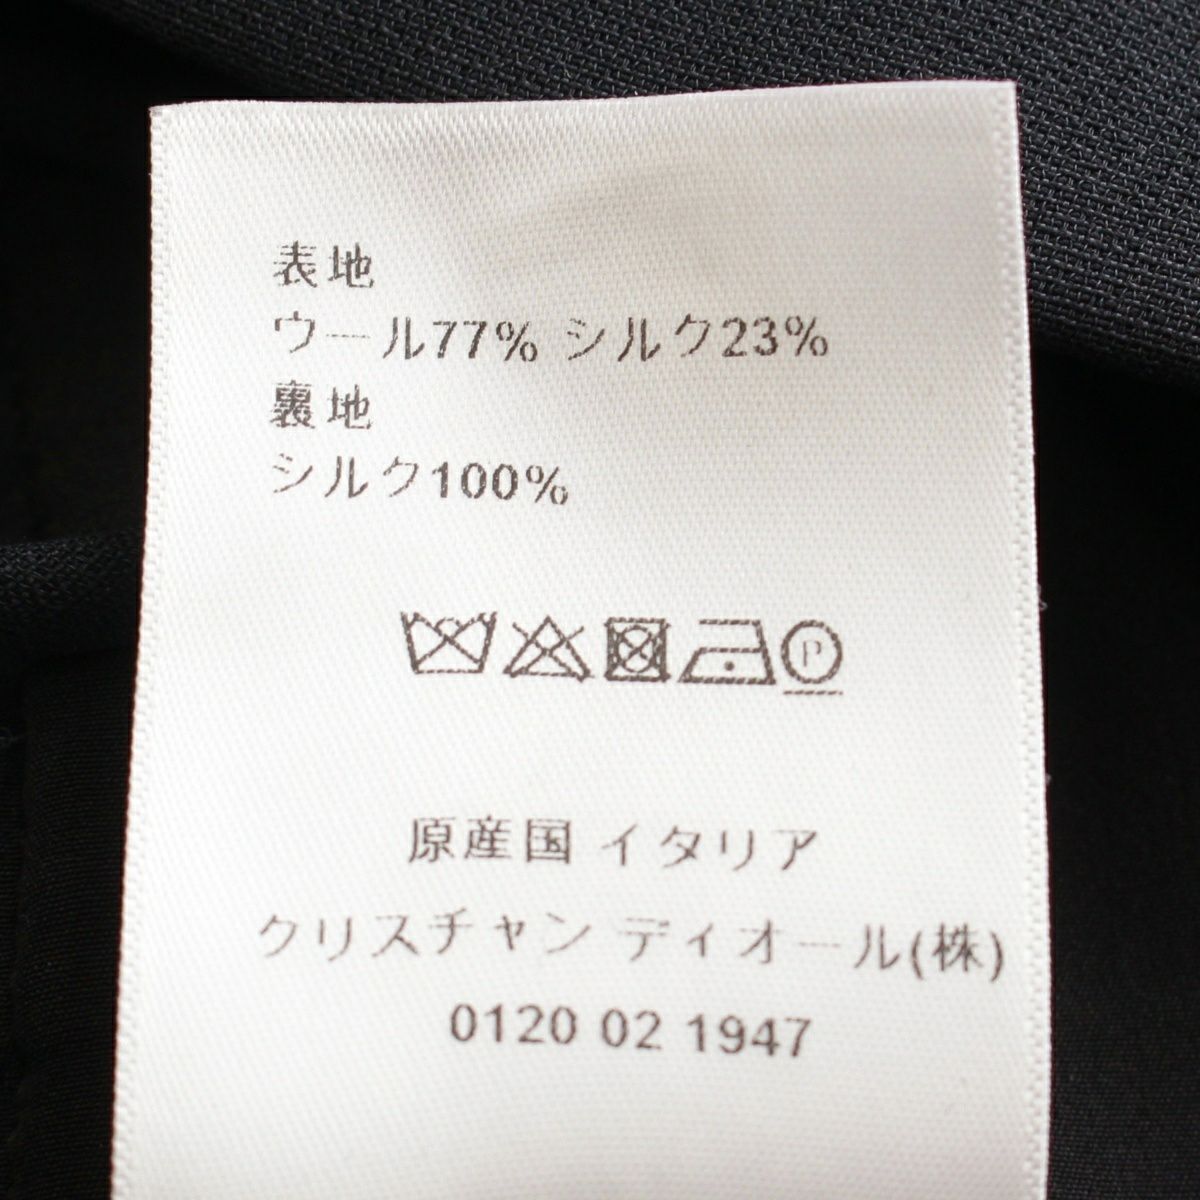 表地
ウール77% シルク23%
裏地
シルク100%
P
原産国 イタリア
クリスチャン ディオール(株)
0120 02 1947